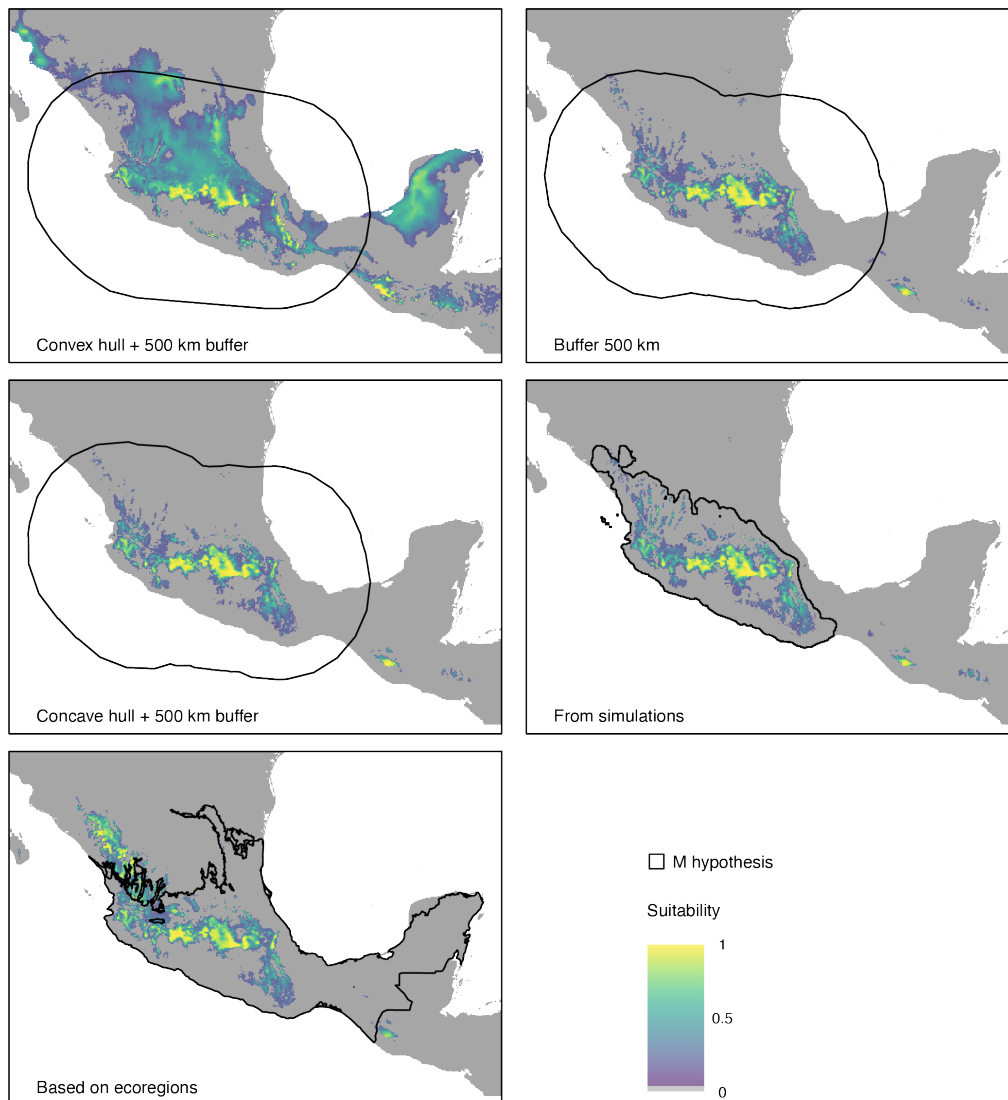 Convex hull + 500 km buffer
Buffer 500 km
Concave hull + 500 km buffer
From simulations
Based on ecoregions
M hypothesis
Suitability
1
0.5
0